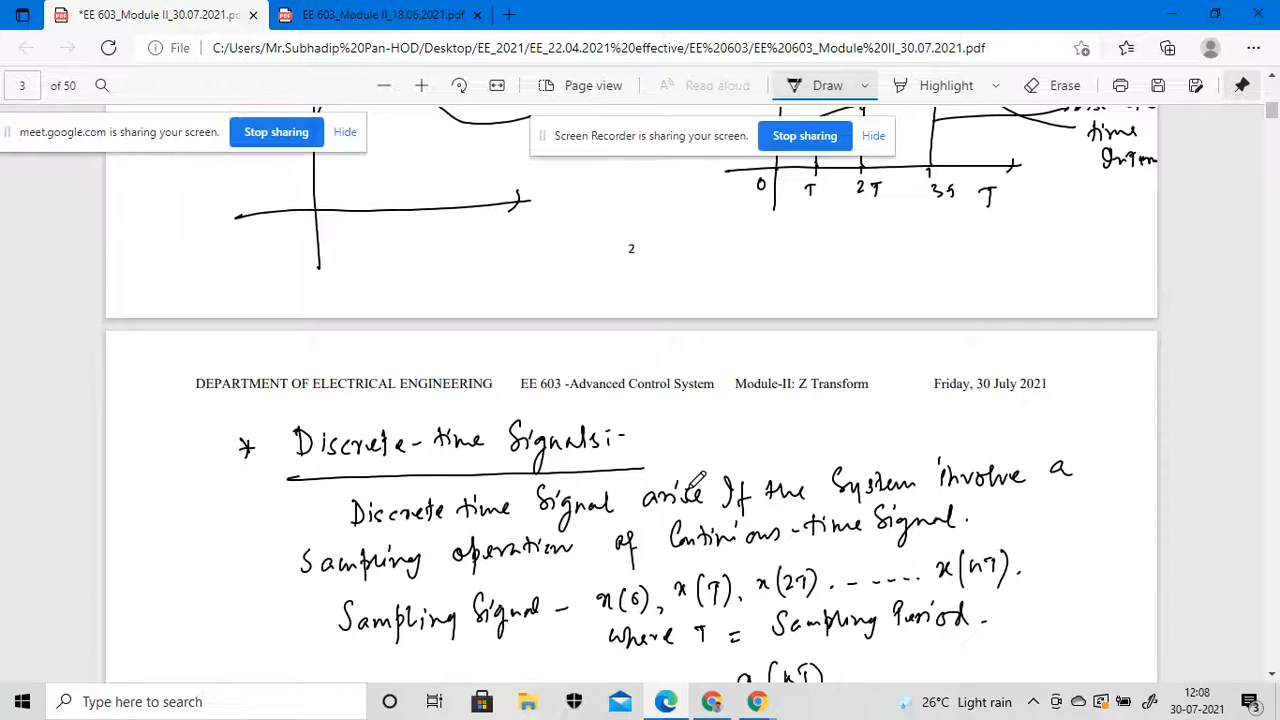 *EE 603_Module II_30.07.2021.pc
EE 603_Module II_18.06.2021.pdf
File C:/Users/Mr.Subhadip%20Pan-HOD/Desktop/EE_2021/EE_22.04.2021%20effective/EE%20603/EE%20603_Module%20II_30.07.2021.pdf
3 of 50 Page view Read aloud Draw Highlight Erase
meet.google.com is sharing your screen. Stop sharing Hide
Screen Recorder is sharing your screen. Stop sharing Hide
time
0 T 2T T
2
DEPARTMENT OF ELECTRICAL ENGINEERING EE 603 -Advanced Control System Module-II: Z Transform Friday, 30 July 2021
* Discrete-time Signals:-
Discrete time Signal arise If the System involve a
Sampling operation of Continious-time Signal.
Sampling Signal - x(0), x(T), x(2T) . ------ x(nT).
where T = Sampling Period.
Type here to search 26°C Light rain 12:08
30-07-2021 3